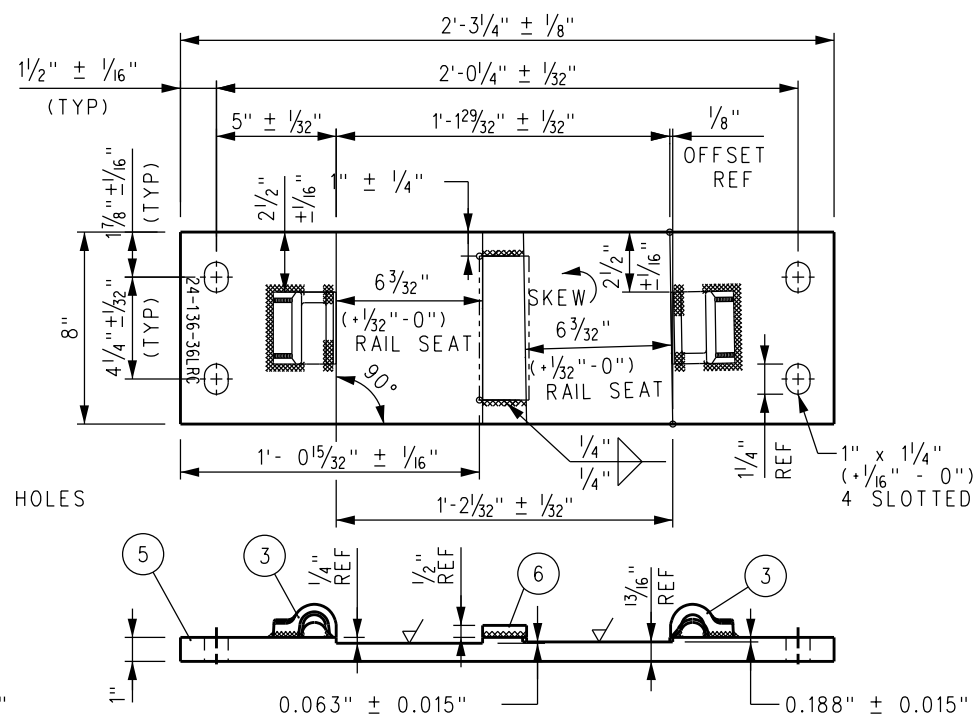 2'-3 1/4" ± 1/8"
1 1/2" ± 1/16"
(TYP)
2'-0 1/4" ± 1/32"
5" ± 1/32"
1'-1 29/32" ± 1/32"
1/8"
OFFSET
REF
1 7/8" ±1/16"
(TYP)
2 1/2"
±1/16"
1" ± 1/4"
8"
4 1/4" ±1/32"
(TYP)
24-136-36LRC
6 3/32"
(+1/32"-0")
RAIL SEAT
SKEW
2 1/2"
±1/16"
6 3/32"
(+1/32"-0")
RAIL SEAT
90°
1'- 0 15/32" ± 1/16"
1/4"
1/4"
1 1/4"
REF
1" x 1 1/4"
(+1/16" - 0")
4 SLOTTED
HOLES
1'-2 1/32" ± 1/32"
5
3
1/4"
REF
1/2"
REF
6
13/16"
REF
3
1"
"
0.063" ± 0.015"
0.188" ± 0.015"